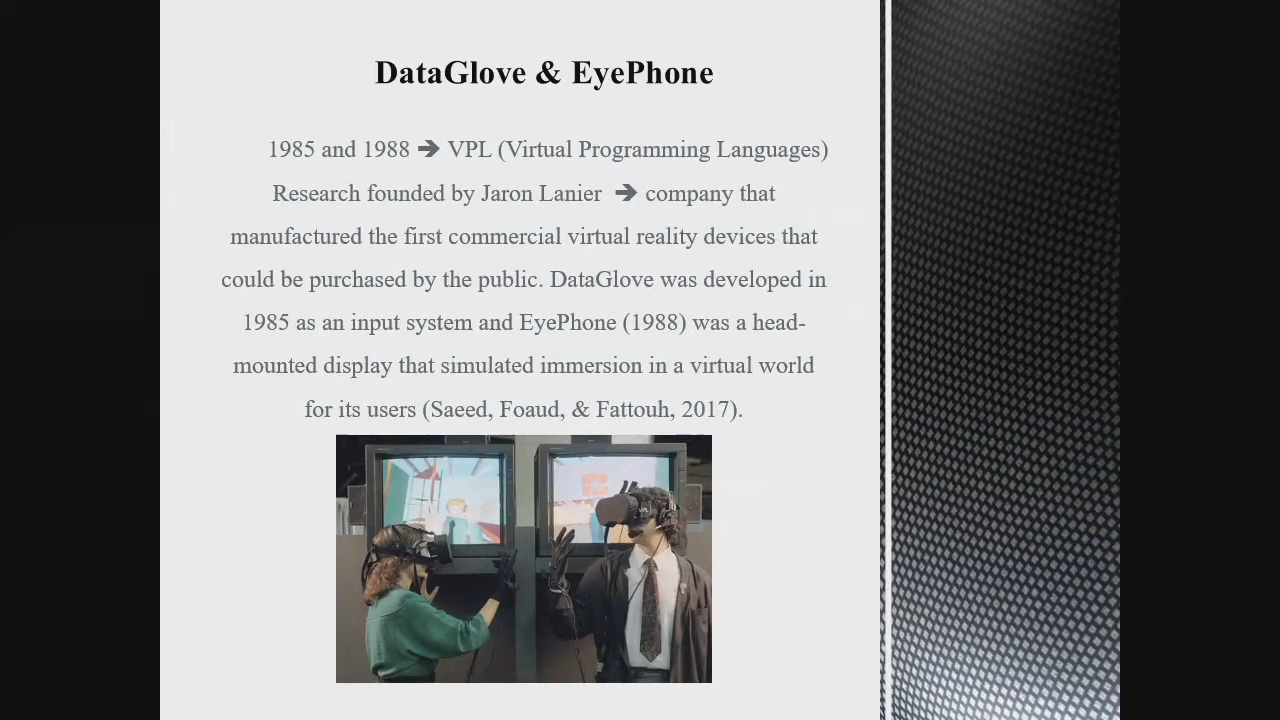 DataGlove & EyePhone
1985 and 1988 ➔ VPL (Virtual Programming Languages)
Research founded by Jaron Lanier ➔ company that
manufactured the first commercial virtual reality devices that
could be purchased by the public. DataGlove was developed in
1985 as an input system and EyePhone (1988) was a head-
mounted display that simulated immersion in a virtual world
for its users (Saeed, Foaud, & Fattouh, 2017).
VPL